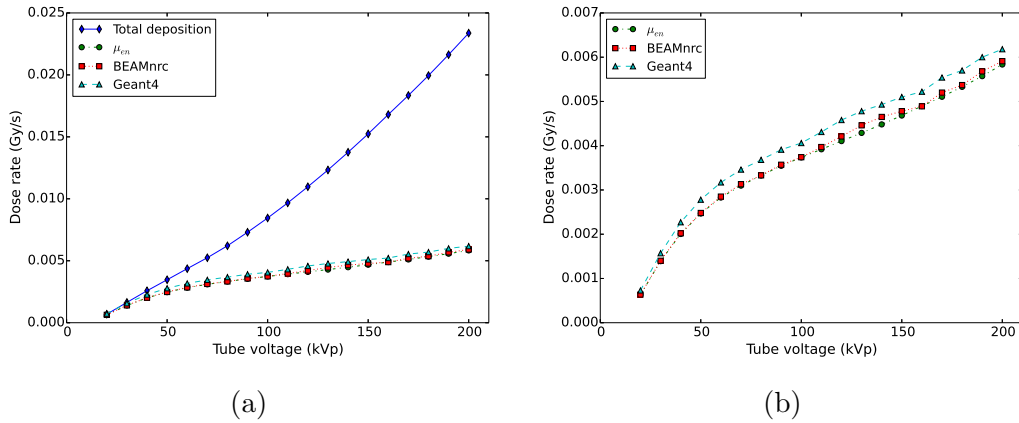 0.025
0.020
0.015
0.010
0.005
0.000
Dose rate (Gy/s)
Total deposition
μen
BEAMnrc
Geant4
0 50 100 150 200
Tube voltage (kVp)
(a)
0.007
0.006
0.005
0.004
0.003
0.002
0.001
0.000
Dose rate (Gy/s)
μen
BEAMnrc
Geant4
0 50 100 150 200
Tube voltage (kVp)
(b)